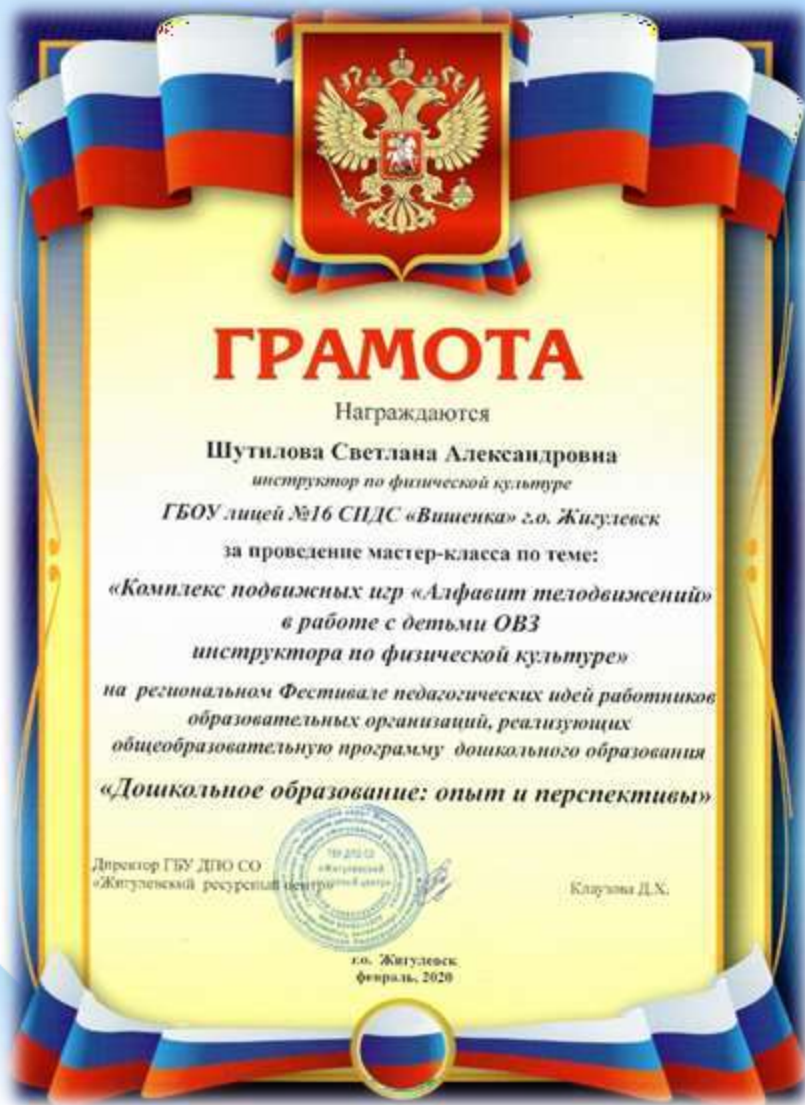 ГРАМОТА
Награждаются
Шутилова Светлана Александровна
инструктор по физической культуре
ГБОУ лицей №16 СПДС «Вишенка» г.о. Жигулевск
за проведение мастер-класса по теме:
«Комплекс подвижных игр «Алфавит телодвижений»
в работе с детьми ОВЗ
инструктора по физической культуре»
на региональном Фестивале педагогических идей работников
образовательных организаций, реализующих
общеобразовательную программу дошкольного образования
«Дошкольное образование: опыт и перспективы»
Директор ГБУ ДПО СО
«Жигулевский ресурсный центр»
Клаузова Д.Х.
г.о. Жигулевск
февраль, 2020